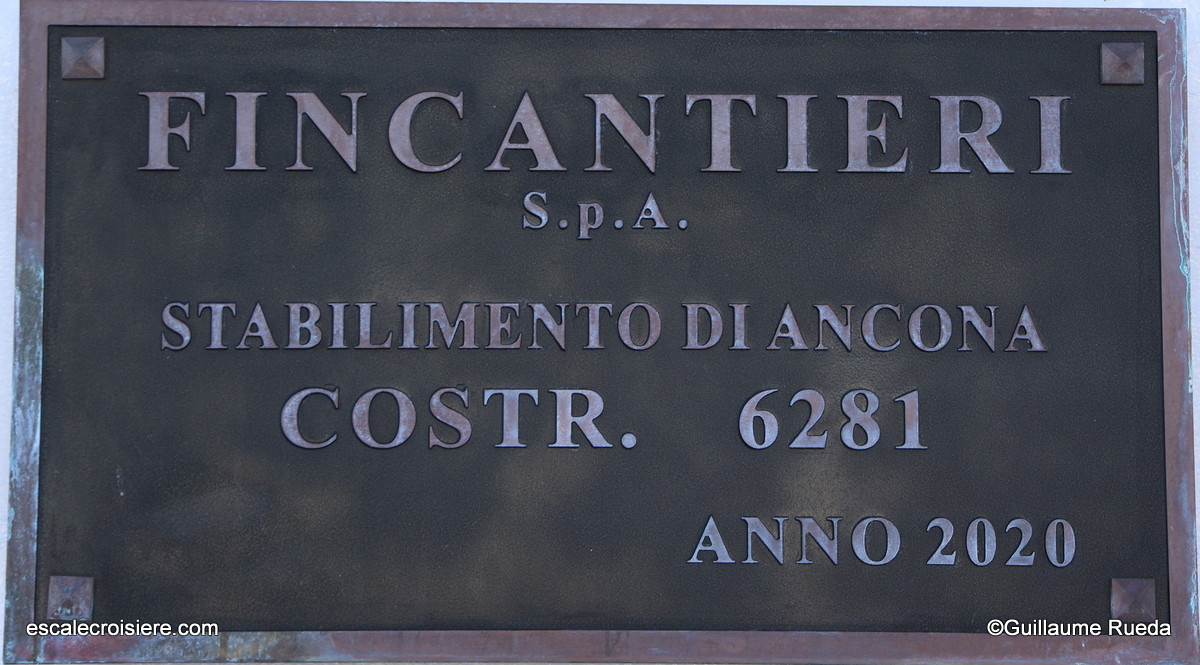 FINCANTIERI
S.p.A.
STABILIMENTO DI ANCONA
COSTR. 6281
ANNO 2020
escalecroisiere.com
©Guillaume Rueda